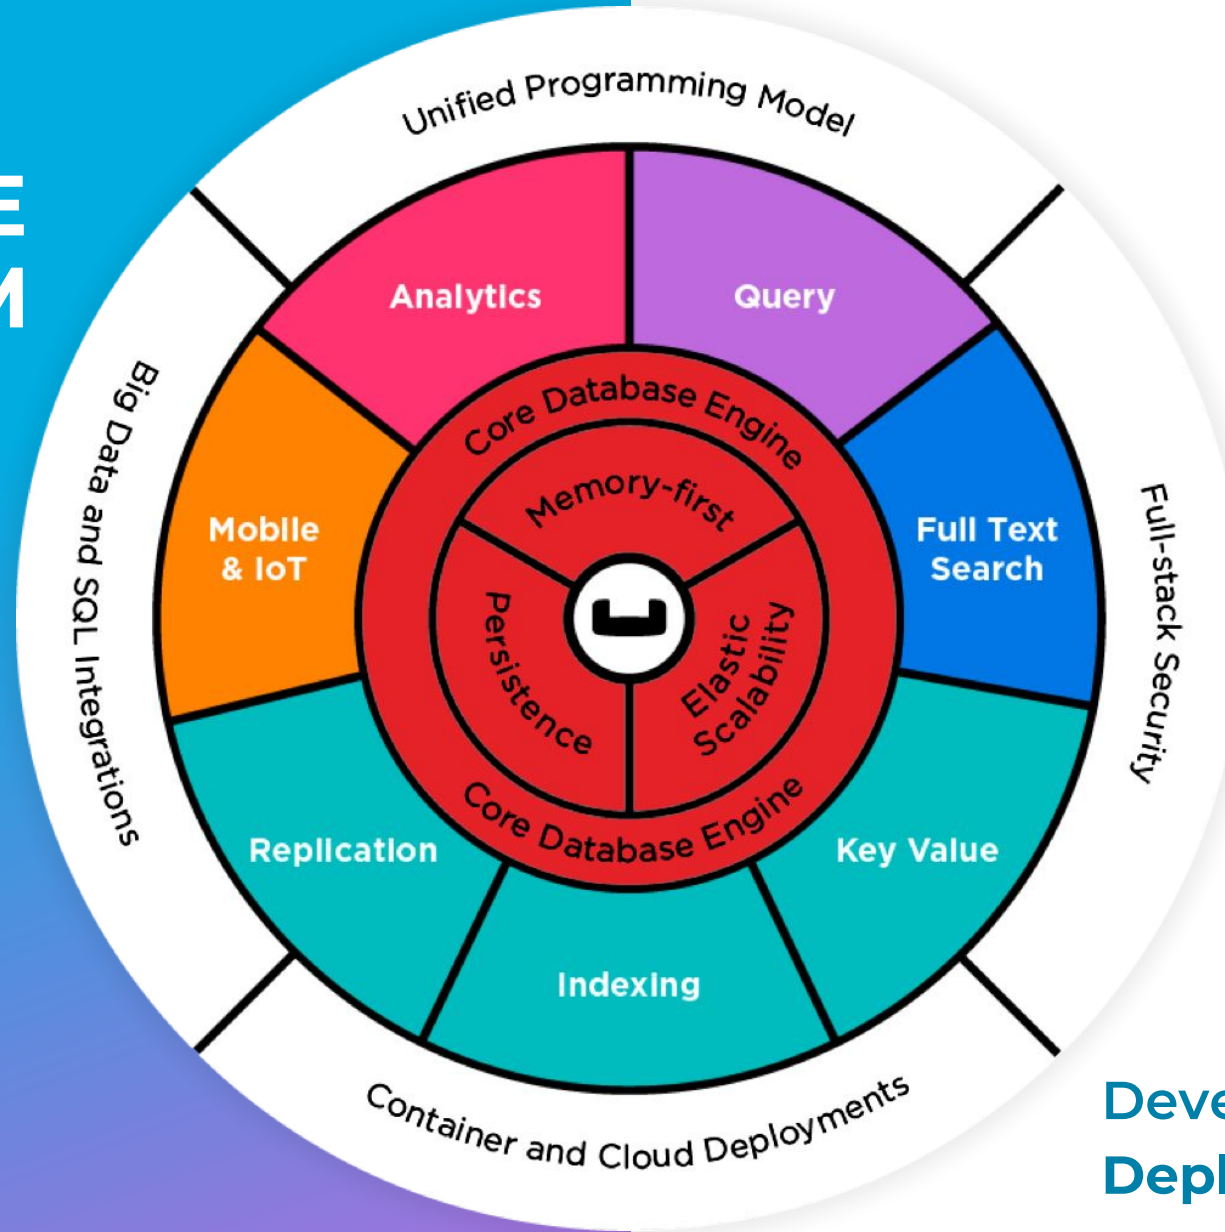 E
M
Unified Programming Model
Analytics
Query
Core Database Engine
Memory-first
Big Data and SQL Integrations
Mobile
& IoT
Full Text
Search
Full-stack Security
Persistence
Elastic
Scalability
Core Database Engine
Replication
Key Value
Indexing
Container and Cloud Deployments
Deve
Depl